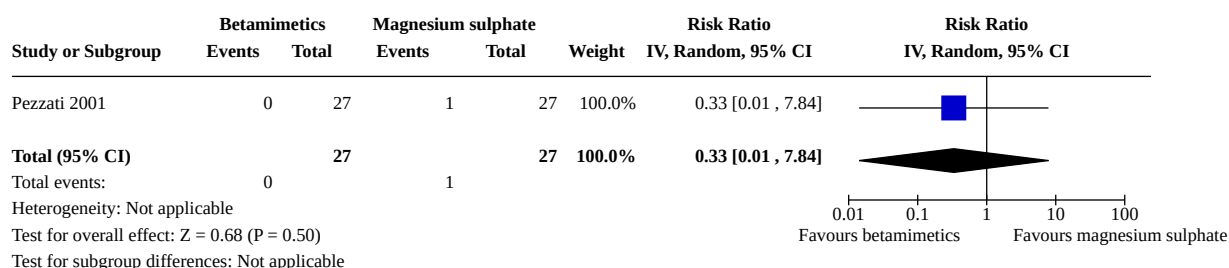 Betamimetics Magnesium sulphate Risk Ratio Risk Ratio
Study or Subgroup Events Total Events Total Weight IV, Random, 95% CI IV, Random, 95% CI
Pezzati 2001 0 27 1 27 100.0% 0.33 [0.01 , 7.84]
Total (95% CI) 27 27 100.0% 0.33 [0.01 , 7.84]
Total events: 0 1
Heterogeneity: Not applicable
0.01 0.1 1 10 100
Test for overall effect: Z = 0.68 (P = 0.50) Favours betamimetics Favours magnesium sulphate
Test for subgroup differences: Not applicable